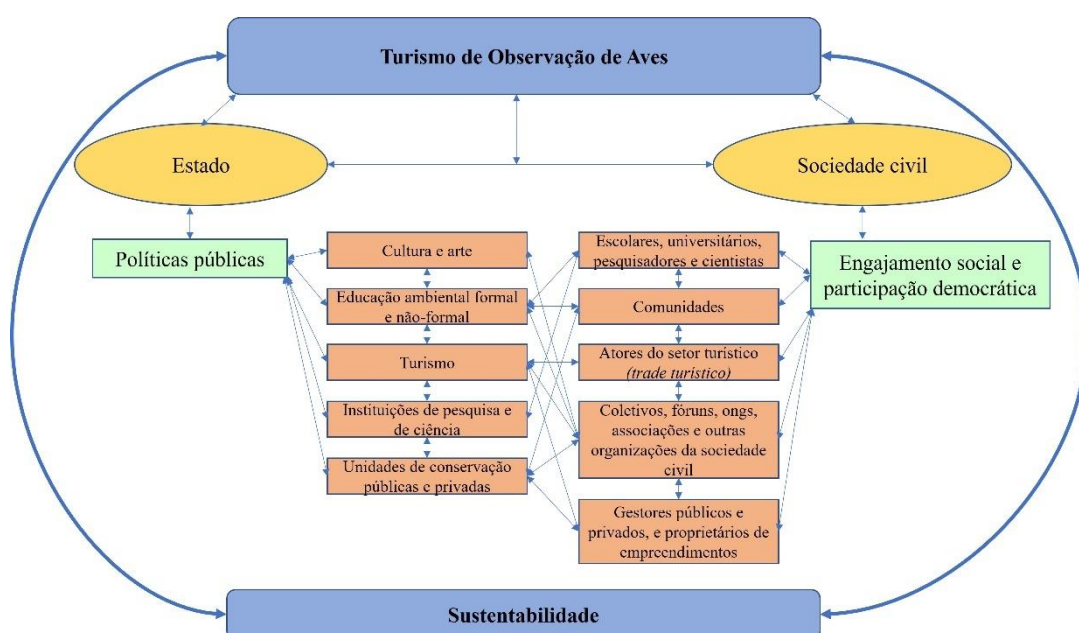 Turismo de Observação de Aves
Estado
Sociedade civil
Políticas públicas
Cultura e arte
Educação ambiental formal
e não-formal
Turismo
Instituições de pesquisa e
de ciência
Unidades de conservação
públicas e privadas
Escolares, universitários,
pesquisadores e cientistas
Comunidades
Atores do setor turístico
(trade turístico)
Coletivos, fóruns, ongs,
associações e outras
organizações da sociedade
civil
Gestores públicos e
privados, e proprietários de
empreendimentos
Engajamento social e
participação democrática
Sustentabilidade